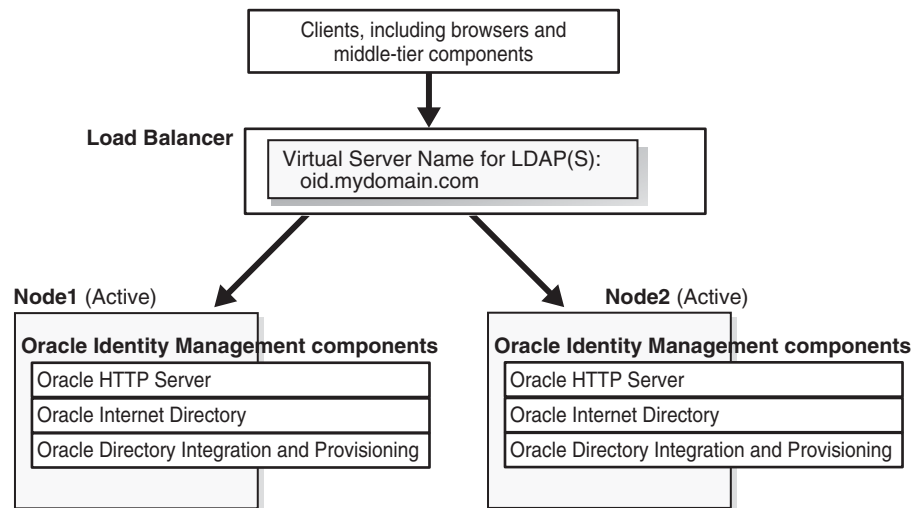 Clients, including browsers and
middle-tier components
Load Balancer
Virtual Server Name for LDAP(S):
oid.mydomain.com
Node1 (Active)
Oracle Identity Management components
Oracle HTTP Server
Oracle Internet Directory
Oracle Directory Integration and Provisioning
Node2 (Active)
Oracle Identity Management components
Oracle HTTP Server
Oracle Internet Directory
Oracle Directory Integration and Provisioning